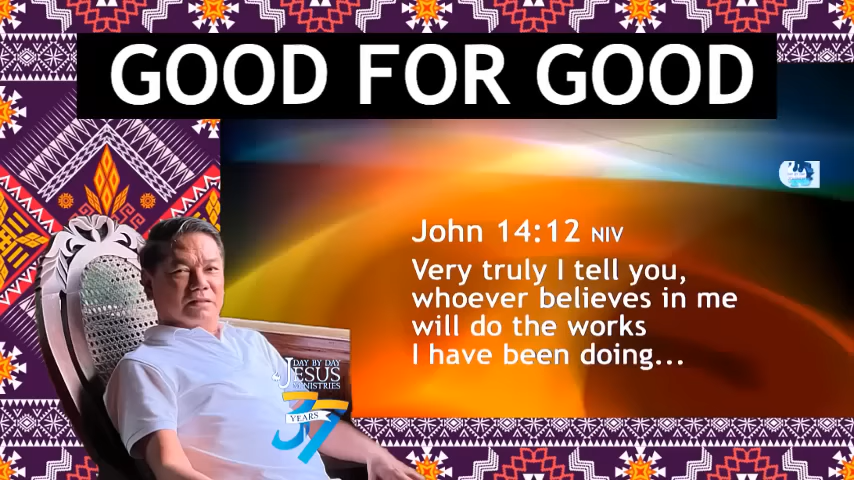 GOOD FOR GOOD
John 14:12 NIV
Very truly I tell you,
whoever believes in me
will do the works
I have been doing...
DAY BY DAY
JESUS
MINISTRIES
37
YEARS